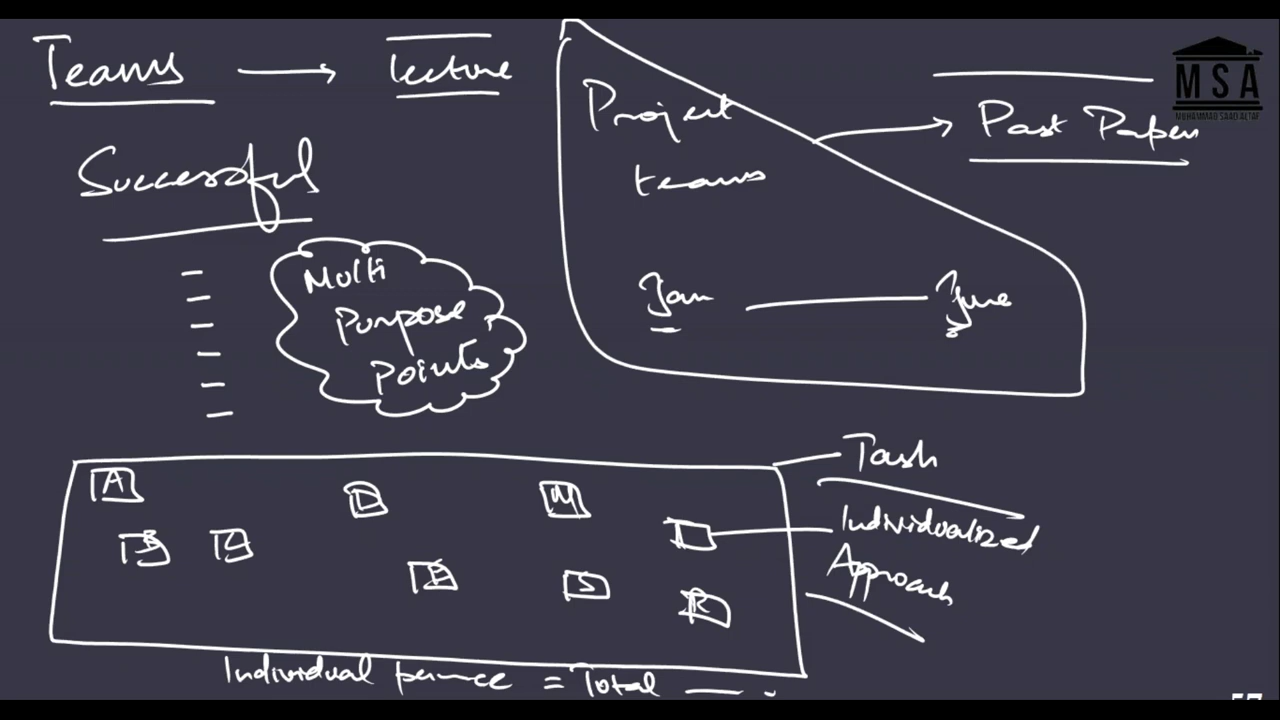 Teams → lecture
Successful
Multi
Purpose
Points
Project
teams
Jan — June
Past Paper
MSA
MUHAMMAD SAAD ALTAF
A
B
C
D
E
M
S
R
Task
Individualized
Approach
Individual = Total
57